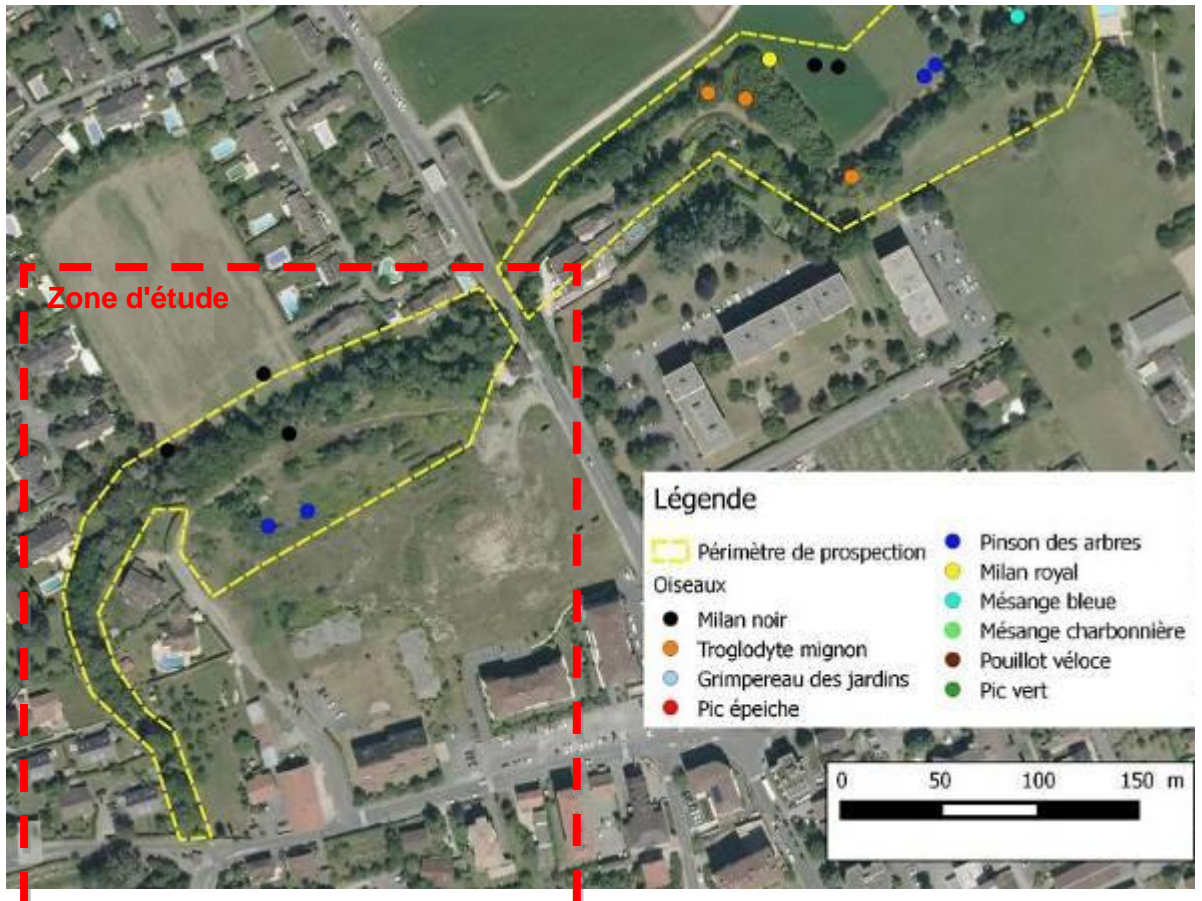 Zone d'étude
Légende
Périmètre de prospection
Oiseaux
Milan noir
Troglodyte mignon
Grimpereau des jardins
Pic épeiche
Pinson des arbres
Milan royal
Mésange bleue
Mésange charbonnière
Pouillot véloce
Pic vert
0 50 100 150 m